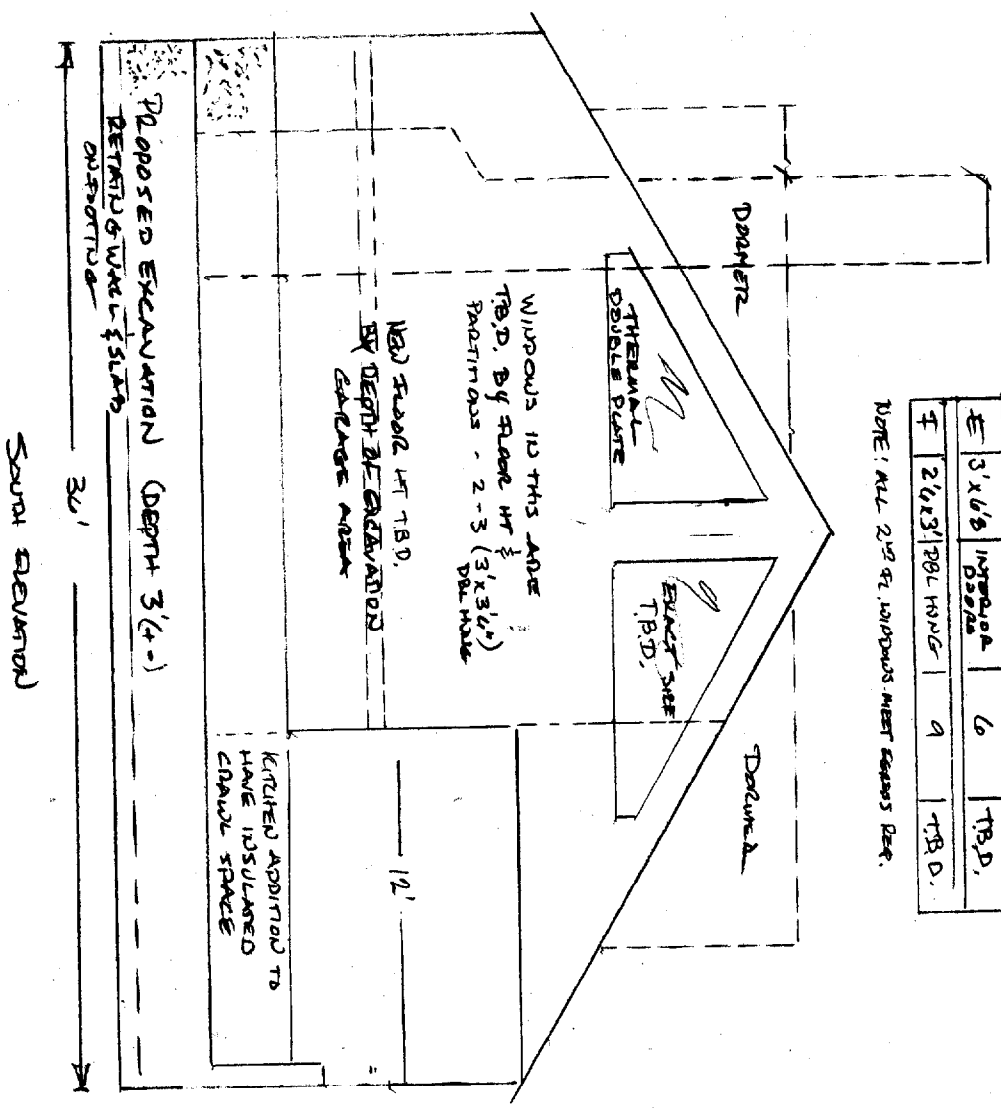 E | 3'x6'8 | INTERIOR DOORS | 6 | T.B.D.
F | 2'6x3' | DBL HUNG | 9 | T.B.D.
NOTE: ALL 2ND FL. WINDOWS MEET EGRESS REQ.
DORMER
DORMER
THERMAL
DOUBLE PLATE
EXACT SIZE
T.B.D.
WINDOWS IN THIS AREA
T.B.D. BY FLOOR HT &
PARTITIONS - 2-3 (3'x3'6")
DBL HUNG
NEW FLOOR HT T.B.D.
BY DEPTH OF EXCAVATION
GARAGE AREA
12'
KITCHEN ADDITION TO
HAVE INSULATED
CRAWL SPACE
PROPOSED EXCAVATION (DEPTH 3'(+-)
RETAING WALL & SLAB
ON FOOTING
36'
SOUTH ELEVATION